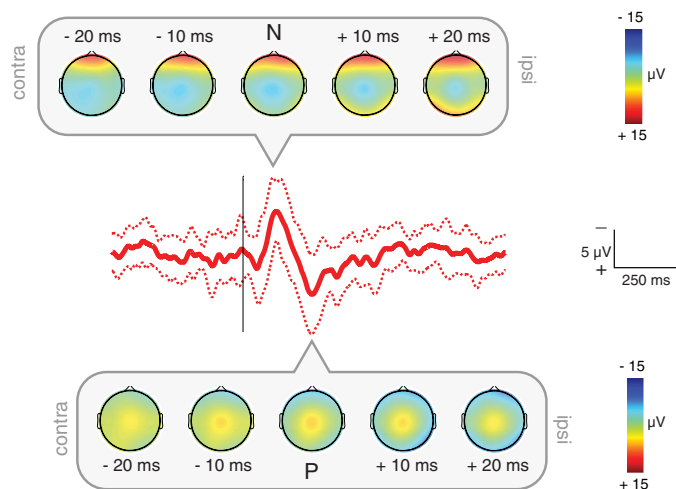 contra
- 20 ms
- 10 ms
N
+ 10 ms
+ 20 ms
ipsi
- 15
µV
+ 15
–
5 µV
+
250 ms
contra
- 20 ms
- 10 ms
P
+ 10 ms
+ 20 ms
ipsi
- 15
µV
+ 15